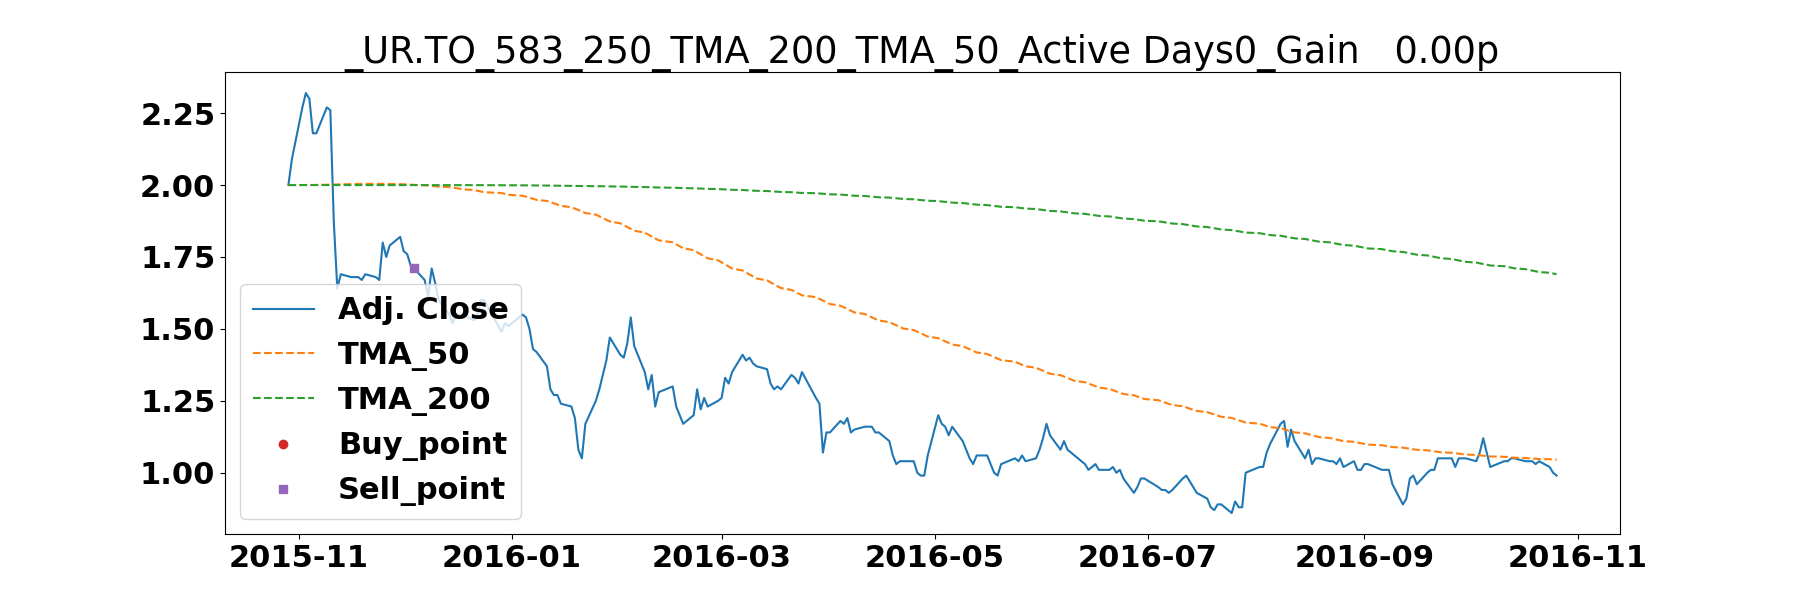 _UR.TO_583_250_TMA_200_TMA_50_Active Days0_Gain   0.00p
2.25
2.00
1.75
1.50
1.25
1.00
Adj. Close
TMA_50
TMA_200
Buy_point
Sell_point
2015-11 2016-01 2016-03 2016-05 2016-07 2016-09 2016-11